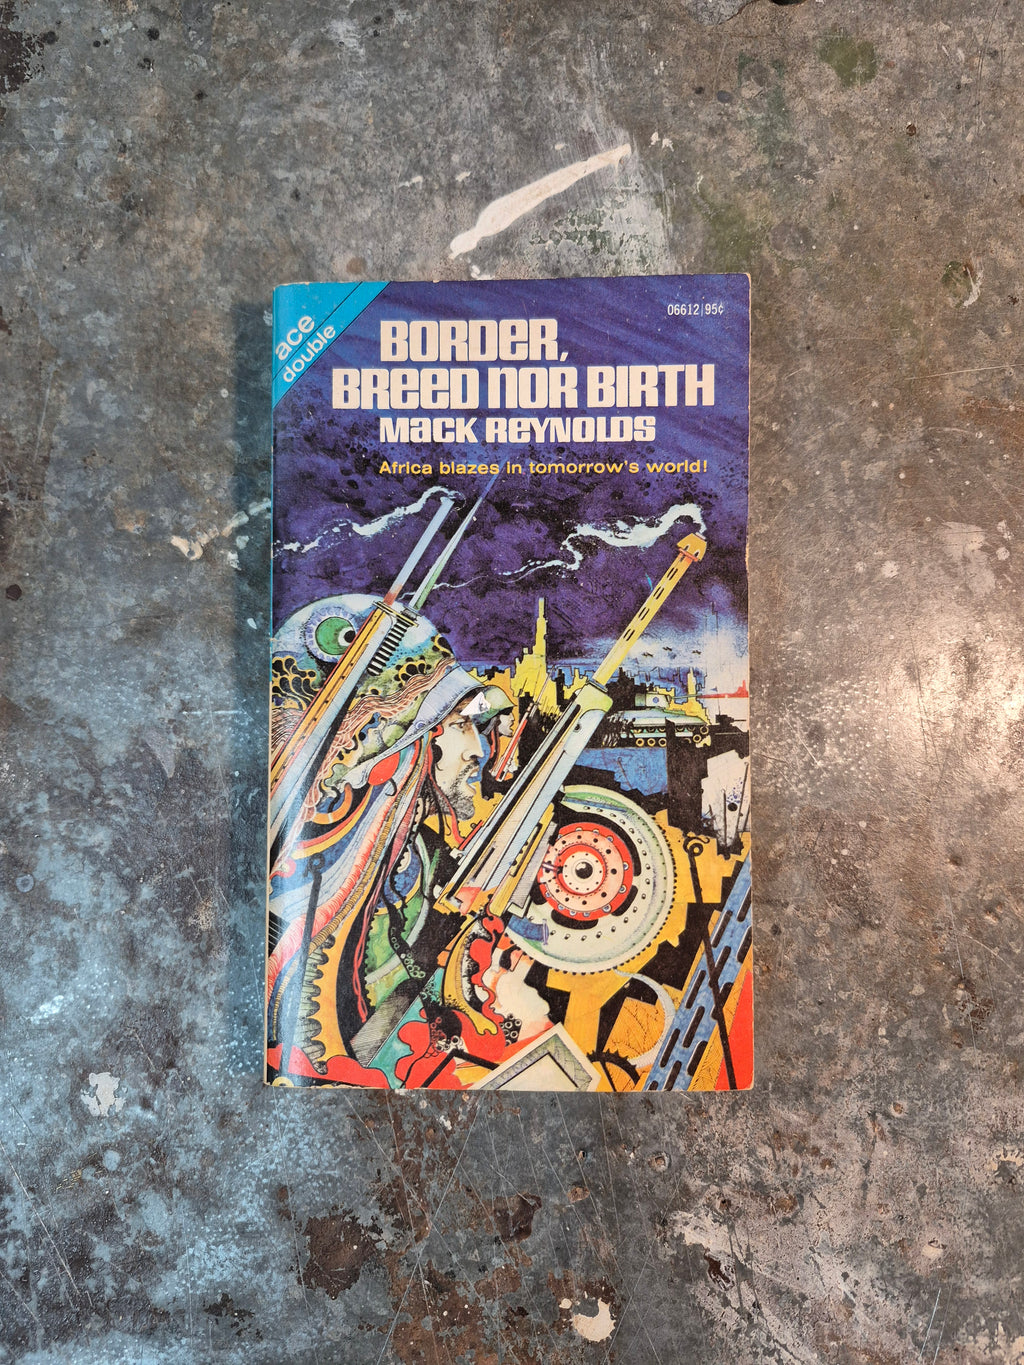 ace
double
06612|95¢
BORDER,
BREED NOR BIRTH
MACK REYNOLDS
Africa blazes in tomorrow's world!